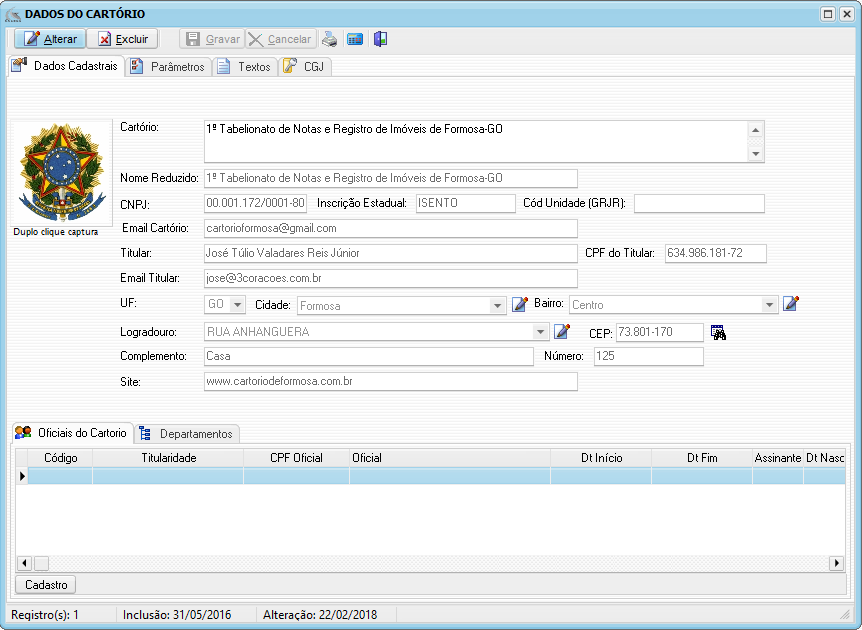 DADOS DO CARTÓRIO
Alterar Excluir Gravar Cancelar
Dados Cadastrais Parâmetros Textos CGJ
Cartório: 1º Tabelionato de Notas e Registro de Imóveis de Formosa-GO
Nome Reduzido: 1º Tabelionato de Notas e Registro de Imóveis de Formosa-GO
CNPJ: 00.001.172/0001-80 Inscrição Estadual: ISENTO Cód Unidade (GRJR):
Duplo clique captura
Email Cartório: cartorioformosa@gmail.com
Titular: José Túlio Valadares Reis Júnior CPF do Titular: 634.986.181-72
Email Titular: jose@3coracoes.com.br
UF: GO Cidade: Formosa Bairro: Centro
Logradouro: RUA ANHANGUERA CEP: 73.801-170
Complemento: Casa Número: 125
Site: www.cartoriodeformosa.com.br
Oficiais do Cartorio Departamentos
Código Titularidade CPF Oficial Oficial Dt Início Dt Fim Assinante Dt Nasc
Cadastro
Registro(s): 1 Inclusão: 31/05/2016 Alteração: 22/02/2018